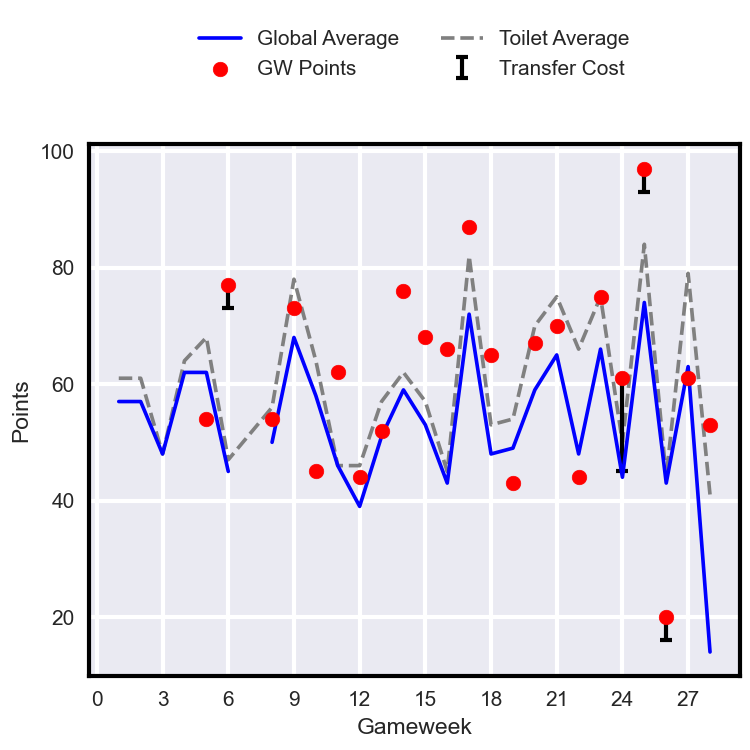 Global Average
Toilet Average
GW Points
Transfer Cost
100
80
60
40
20
Points
0 3 6 9 12 15 18 21 24 27
Gameweek